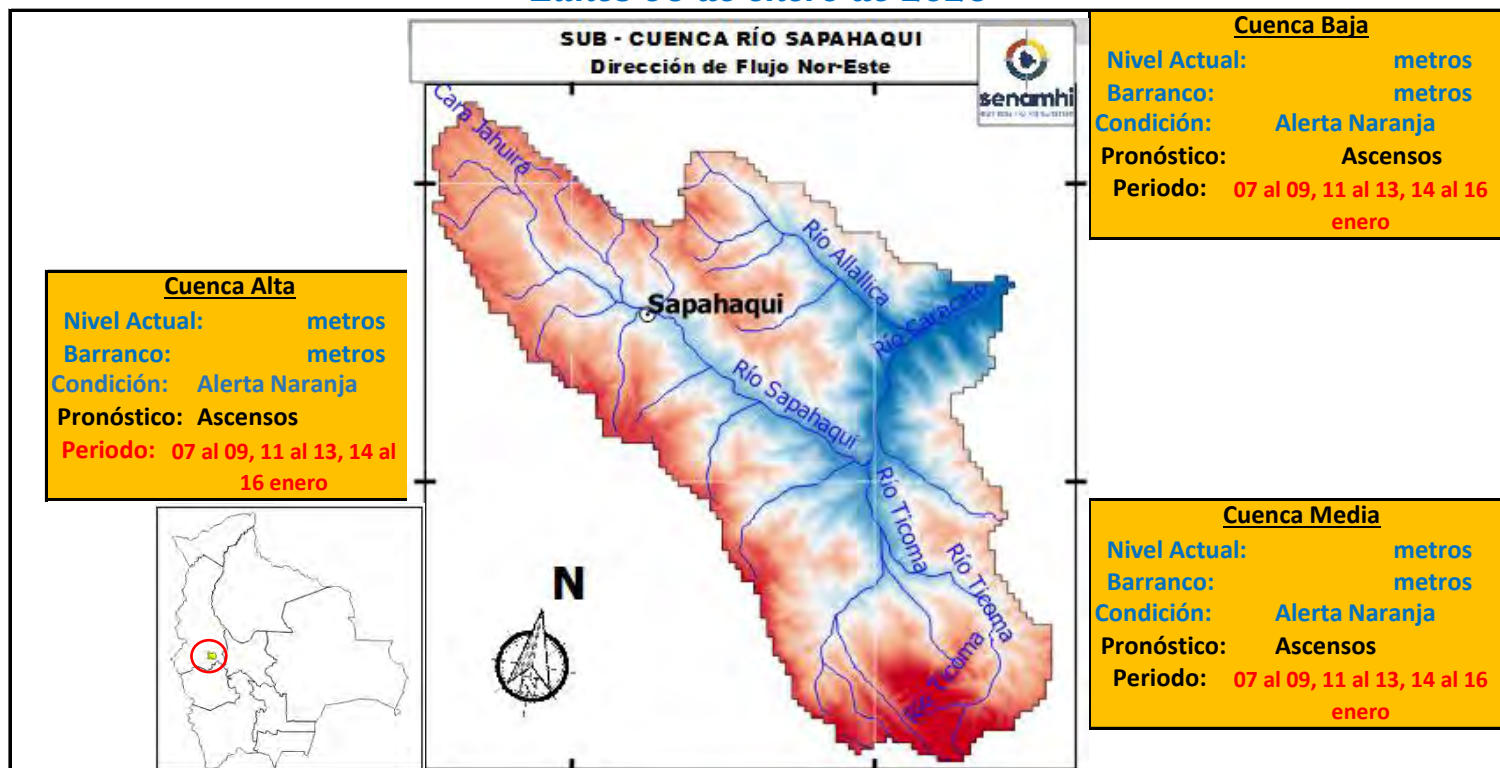 SUB - CUENCA RÍO SAPAHAQUI
Dirección de Flujo Nor-Este
senamhi
Cuenca Baja
Nivel Actual: metros
Barranco: metros
Condición: Alerta Naranja
Pronóstico: Ascensos
Periodo: 07 al 09, 11 al 13, 14 al 16
enero
Cuenca Alta
Nivel Actual: metros
Barranco: metros
Condición: Alerta Naranja
Pronóstico: Ascensos
Periodo: 07 al 09, 11 al 13, 14 al
16 enero
Cara Jahuira
Río Allallica
Río Caracato
Sapahaqui
Río Sapahaqui
Río Ticoma
Río Ticoma
Río Ticoma
N
Cuenca Media
Nivel Actual: metros
Barranco: metros
Condición: Alerta Naranja
Pronóstico: Ascensos
Periodo: 07 al 09, 11 al 13, 14 al 16
enero